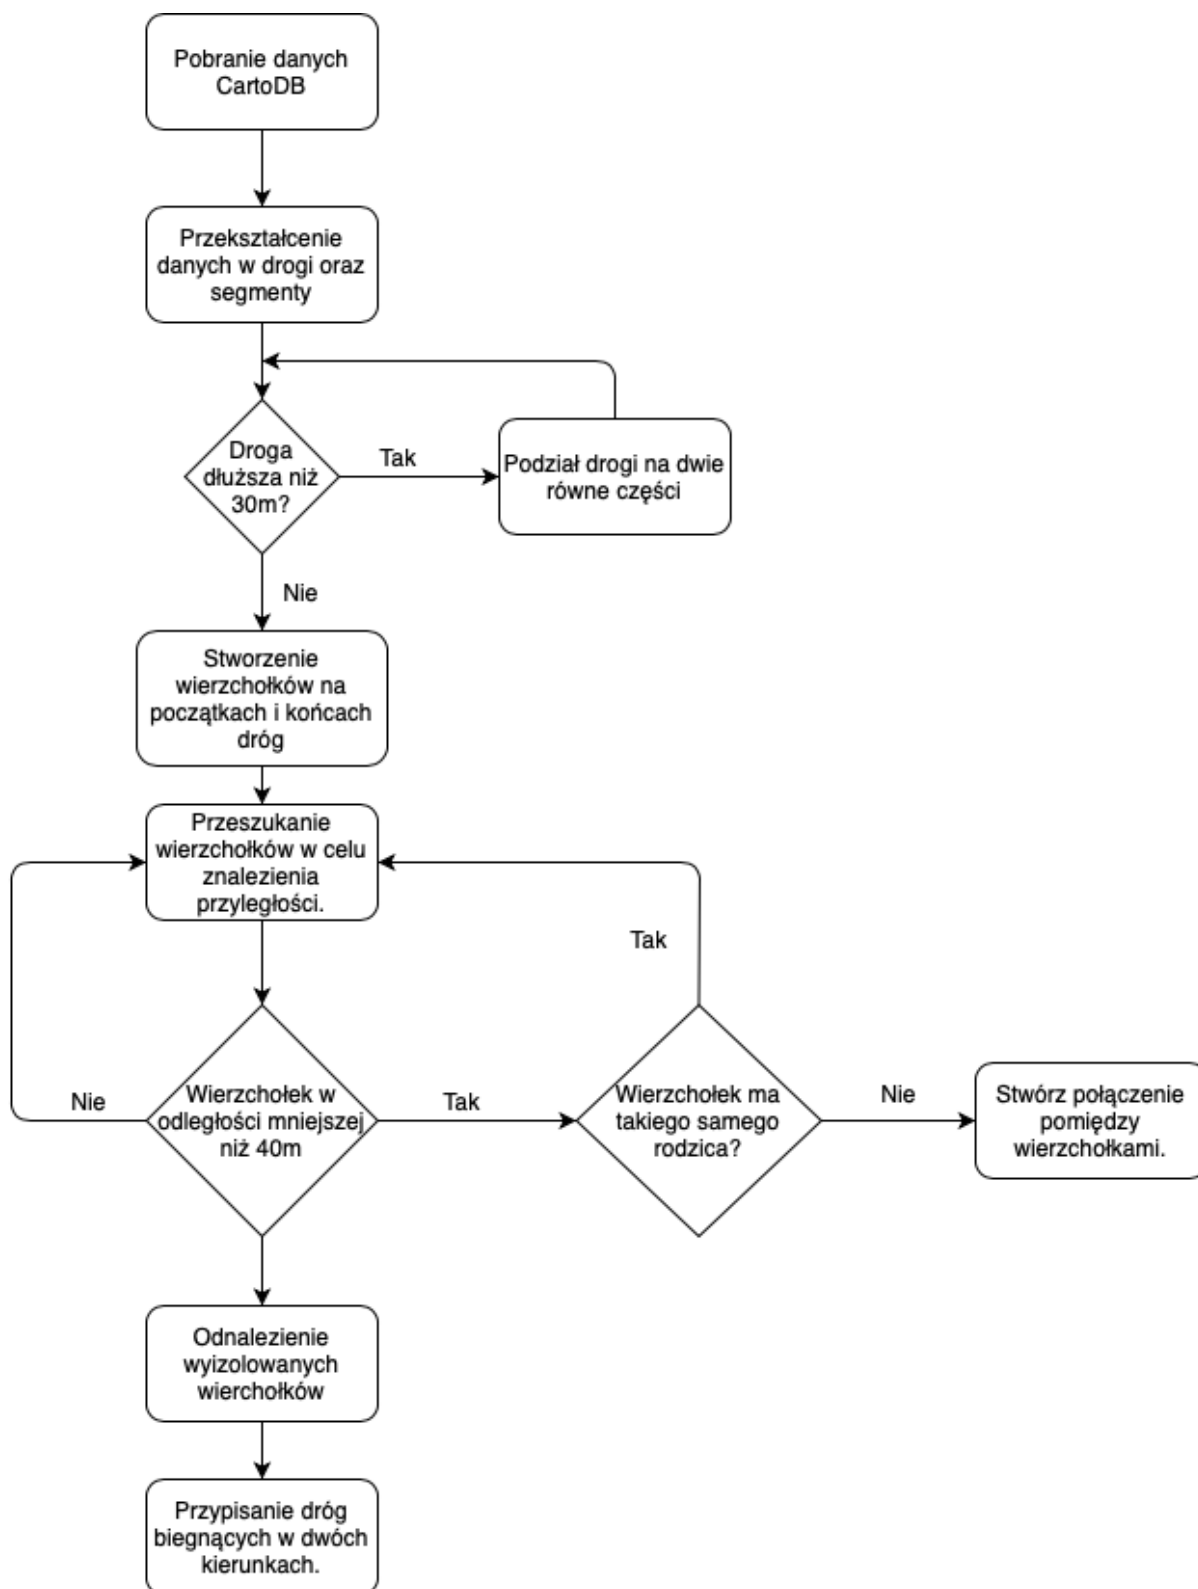 Pobranie danych
CartoDB
Przekształcenie
danych w drogi oraz
segmenty
Droga
dłuższa niż
30m?
Tak
Podział drogi na dwie
równe części
Nie
Stworzenie
wierzchołków na
początkach i końcach
dróg
Przeszukanie
wierzchołków w celu
znalezienia
przyległości.
Tak
Nie
Wierzchołek w
odległości mniejszej
niż 40m
Tak
Wierzchołek ma
takiego samego
rodzica?
Nie
Stwórz połączenie
pomiędzy
wierzchołkami.
Odnalezienie
wyizolowanych
wierchołków
Przypisanie dróg
biegnących w dwóch
kierunkach.